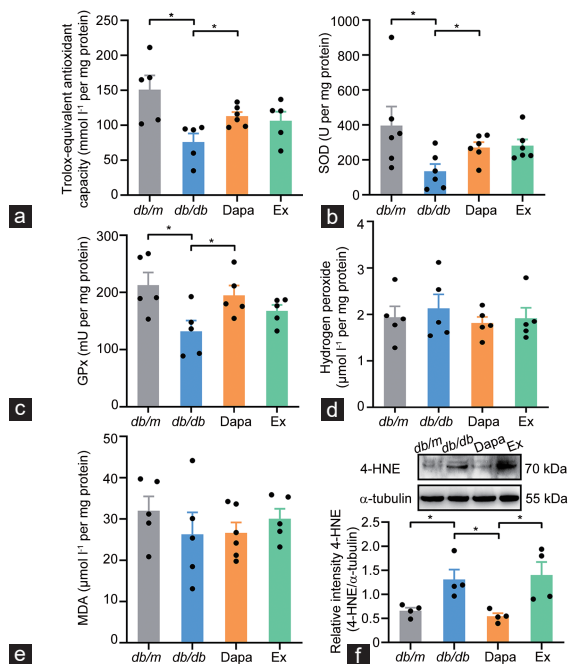 Trolox-equivalent antioxidant
capacity (mmol l-1 per mg protein)
200
150
100
50
0
* *
db/m db/db Dapa Ex
a
SOD (U per mg protein)
1000
800
600
400
200
0
* *
db/m db/db Dapa Ex
b
GPx (mU per mg protein)
300
200
100
0
* *
db/m db/db Dapa Ex
c
Hydrogen peroxide
(µmol l-1 per mg protein)
4
3
2
1
0
db/m db/db Dapa Ex
d
MDA (µmol l-1 per mg protein)
50
40
30
20
10
0
db/m db/db Dapa Ex
e
db/m db/db Dapa Ex
4-HNE 70 kDa
α-tubulin 55 kDa
Relative intensity 4-HNE
(4-HNE/α-tubulin)
2.5
2.0
1.5
1.0
0.5
0
* * *
db/m db/db Dapa Ex
f